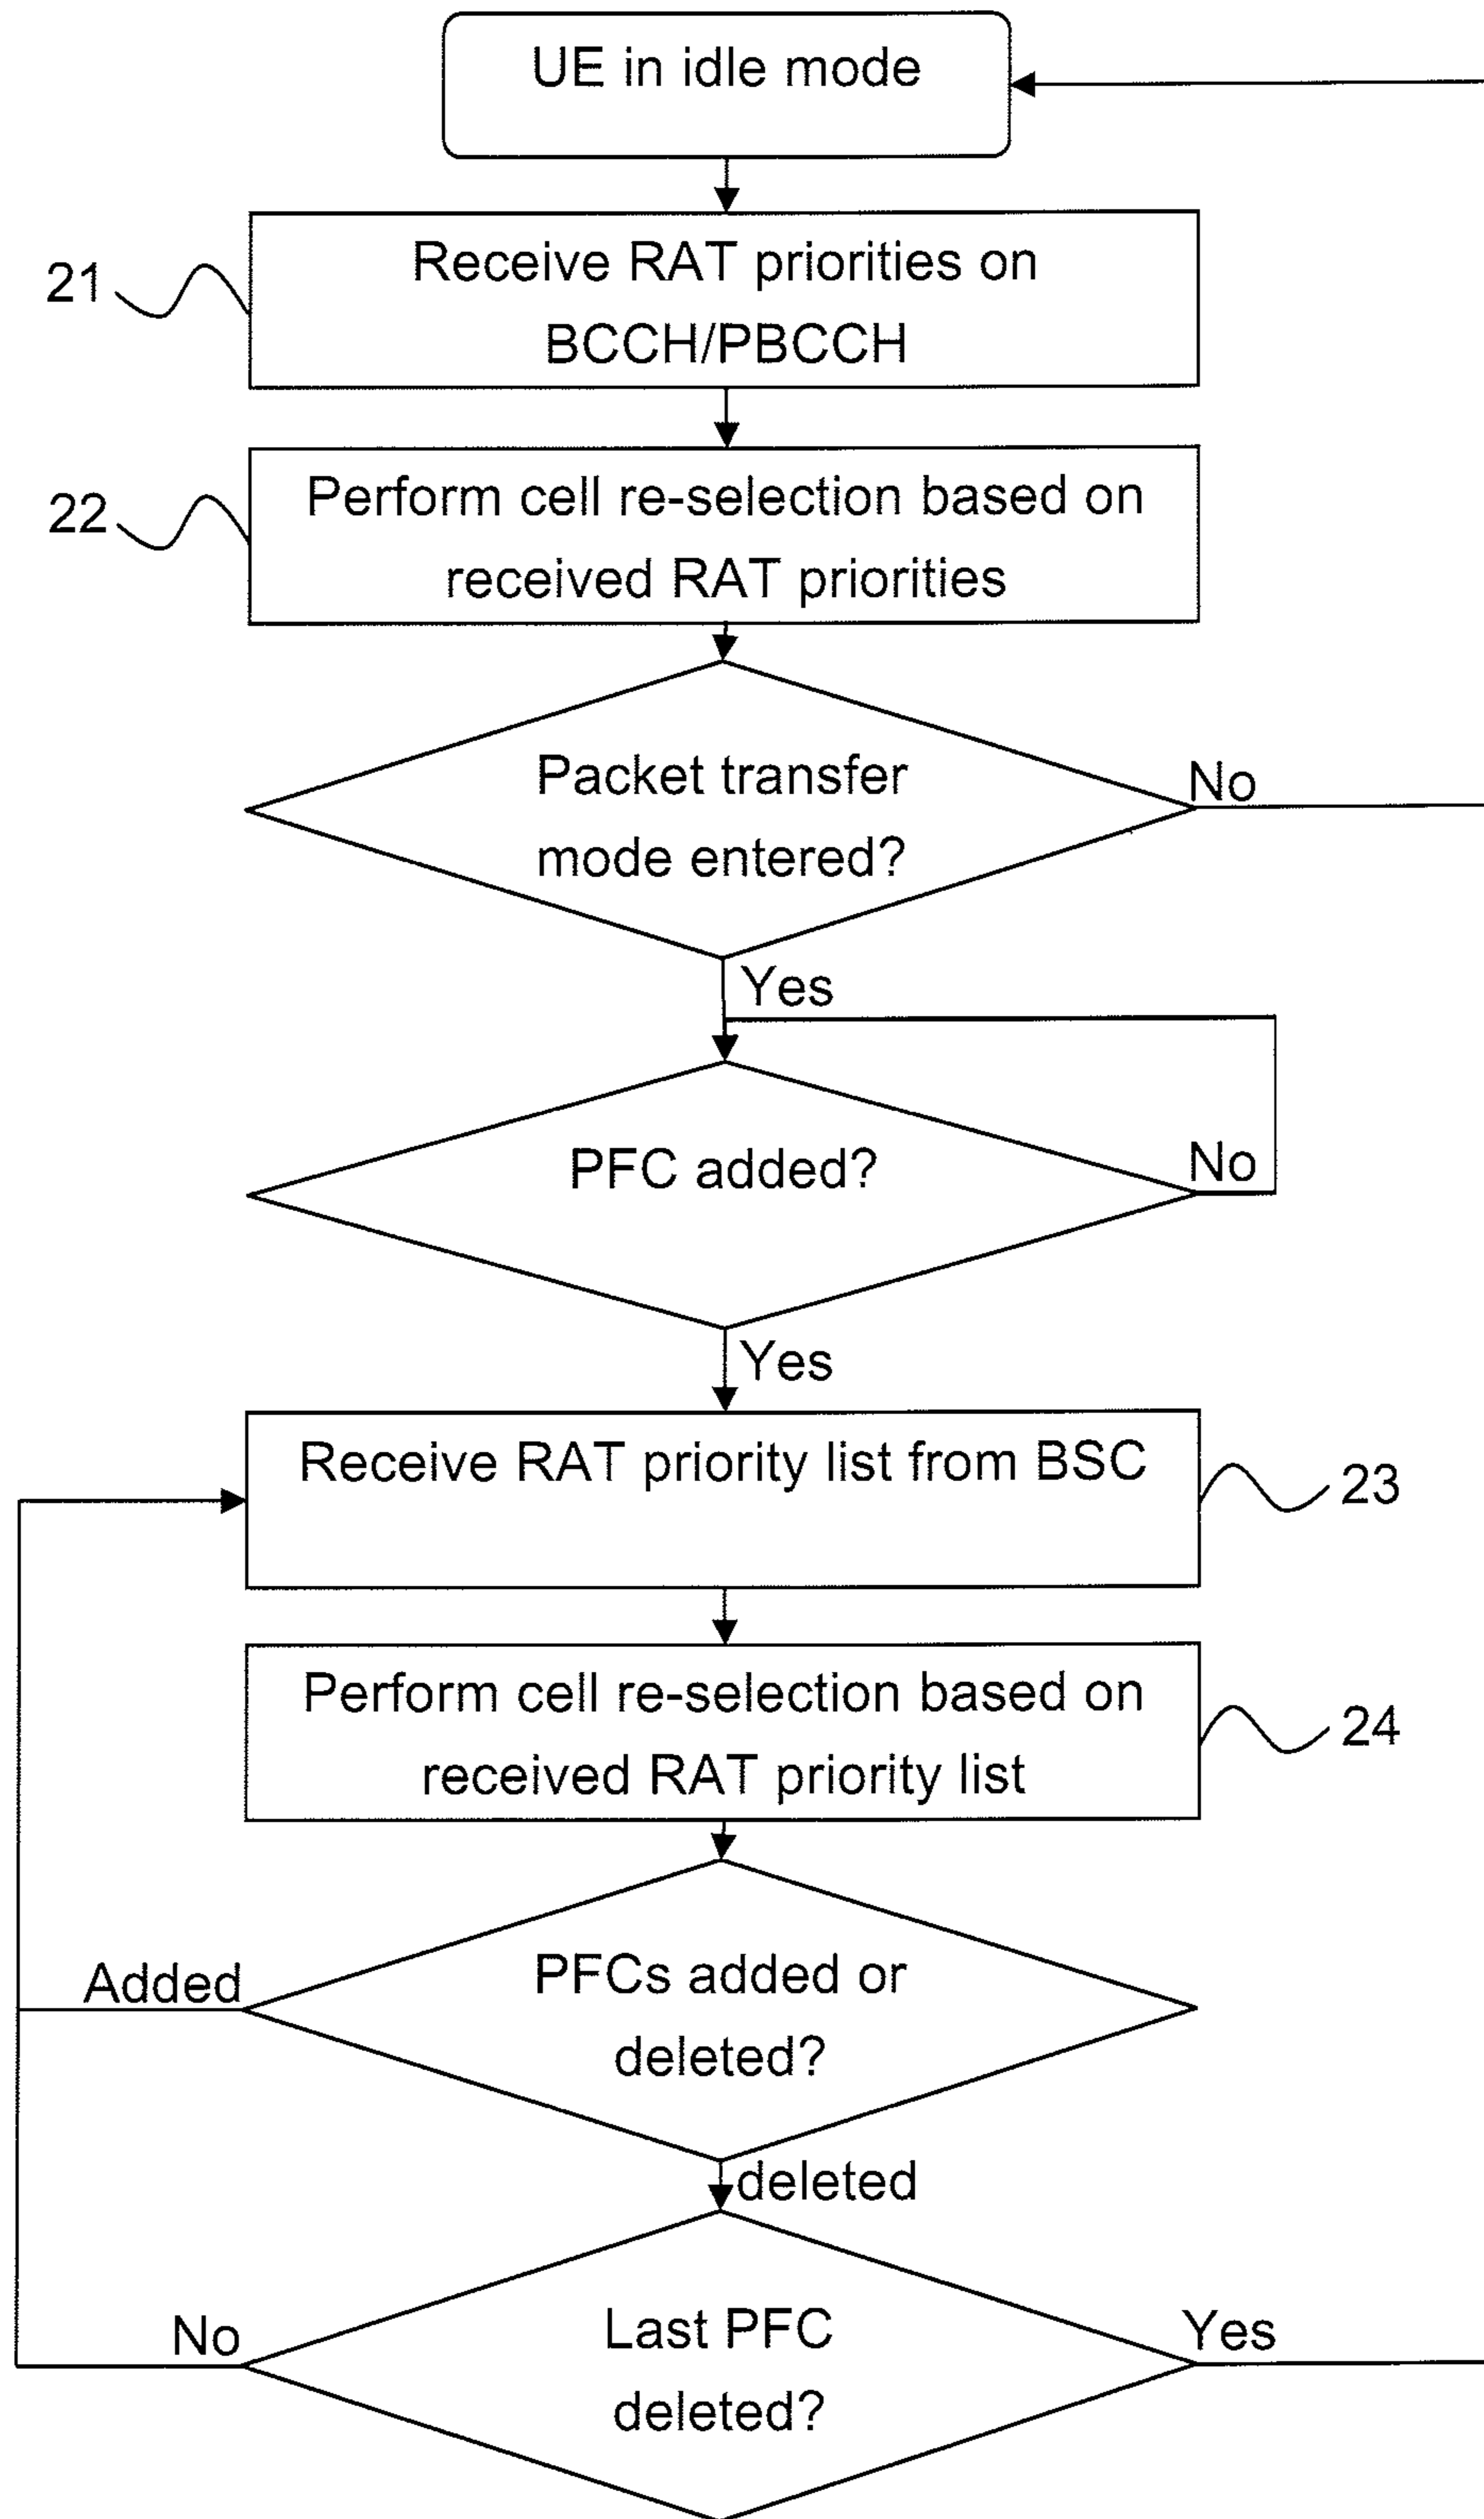 UE in idle mode
21
Receive RAT priorities on
BCCH/PBCCH
22
Perform cell re-selection based on
received RAT priorities
Packet transfer
mode entered?
No
Yes
PFC added?
No
Yes
Receive RAT priority list from BSC
23
Perform cell re-selection based on
received RAT priority list
24
PFCs added or
deleted?
Added
deleted
Last PFC
deleted?
No
Yes